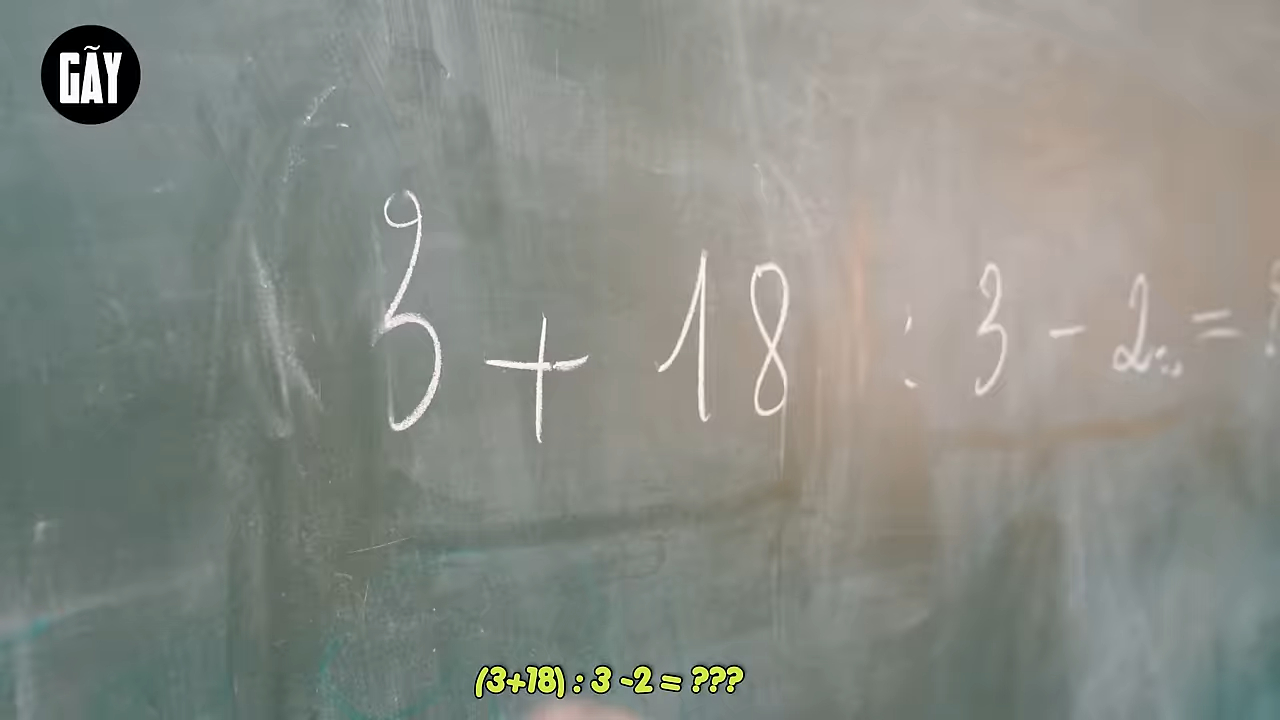 GÃY
3 + 18 : 3 - 2 = ?
(3+18) : 3 -2 = ???